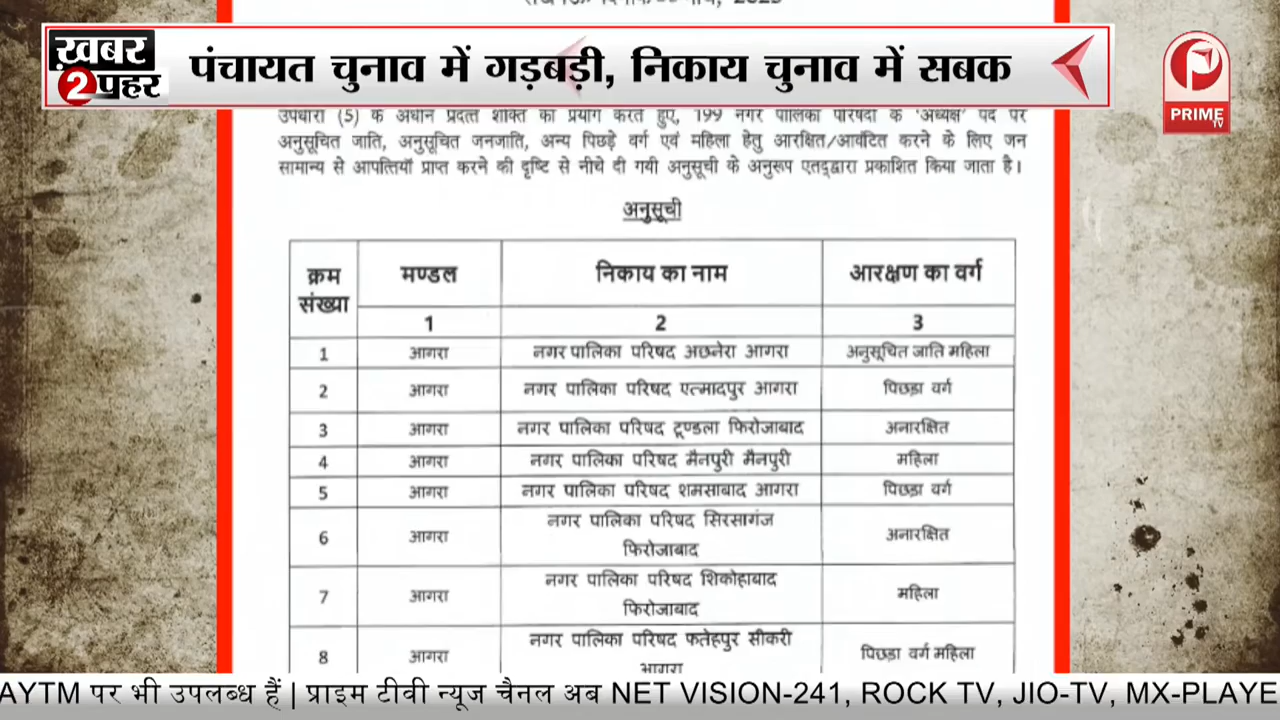 2023
ख़बर
2पहर
पंचायत चुनाव में गड़बड़ी, निकाय चुनाव में सबक
PRIME
TV
उपधारा (5) के अधीन प्रदत्त शक्ति का प्रयोग करते हुए, 199 नगर पालिका परिषदों के 'अध्यक्ष' पद पर
अनुसूचित जाति, अनुसूचित जनजाति, अन्य पिछड़े वर्ग एवं महिला हेतु आरक्षित/आवंटित करने के लिए जन
सामान्य से आपत्तियाँ प्राप्त करने की दृष्टि से नीचे दी गयी अनुसूची के अनुरूप एतद्द्वारा प्रकाशित किया जाता है।
अनुसूची
क्रम संख्या मण्डल निकाय का नाम आरक्षण का वर्ग
1 2 3
1 आगरा नगर पालिका परिषद अछनेरा आगरा अनुसूचित जाति महिला
2 आगरा नगर पालिका परिषद एत्मादपुर आगरा पिछड़ा वर्ग
3 आगरा नगर पालिका परिषद टूण्डला फिरोजाबाद अनारक्षित
4 आगरा नगर पालिका परिषद मैनपुरी मैनपुरी महिला
5 आगरा नगर पालिका परिषद शमसाबाद आगरा पिछड़ा वर्ग
6 आगरा नगर पालिका परिषद सिरसागंज अनारक्षित
फिरोजाबाद
7 आगरा नगर पालिका परिषद शिकोहाबाद महिला
फिरोजाबाद
8 आगरा नगर पालिका परिषद फतेहपुर सीकरी पिछड़ा वर्ग महिला
आगरा
AYTM पर भी उपलब्ध हैं | प्राइम टीवी न्यूज चैनल अब NET VISION-241, ROCK TV, JIO-TV, MX-PLAYE